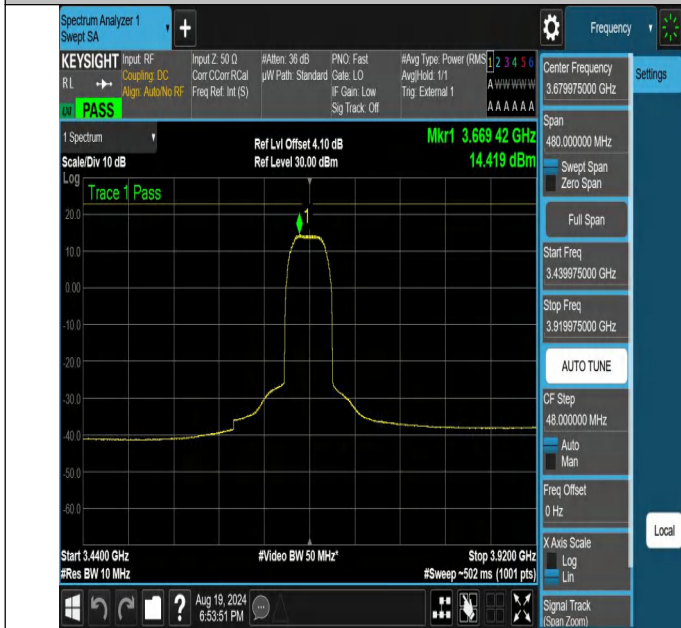 Spectrum Analyzer 1
Swept SA
+
Frequency
KEYSIGHT
RL
PASS
Input: RF
Coupling: DC
Align: Auto/No RF
Input Z: 50 Ω
Corr CCorr RCal
Freq Ref: Int (S)
#Atten: 36 dB
µW Path: Standard
PNO: Fast
Gate: LO
IF Gain: Low
Sig Track: Off
#Avg Type: Power (RMS
Avg|Hold: 1/1
Trig: External 1
1 2 3 4 5 6
A W W W W W
A A A A A A
1 Spectrum
Scale/Div 10 dB
Ref Lvl Offset 4.10 dB
Ref Level 30.00 dBm
Mkr1 3.669 42 GHz
14.419 dBm
Log
Trace 1 Pass
1
20.0
10.0
0.00
-10.0
-20.0
-30.0
-40.0
-50.0
-60.0
Start 3.4400 GHz
#Res BW 10 MHz
#Video BW 50 MHz*
Stop 3.9200 GHz
#Sweep ~502 ms (1001 pts)
?
Aug 19, 2024
6:53:51 PM
Center Frequency
3.679975000 GHz
Span
480.000000 MHz
Swept Span
Zero Span
Full Span
Start Freq
3.439975000 GHz
Stop Freq
3.919975000 GHz
AUTO TUNE
CF Step
48.000000 MHz
Auto
Man
Freq Offset
0 Hz
X Axis Scale
Log
Lin
Signal Track
(Span Zoom)
Settings
Local